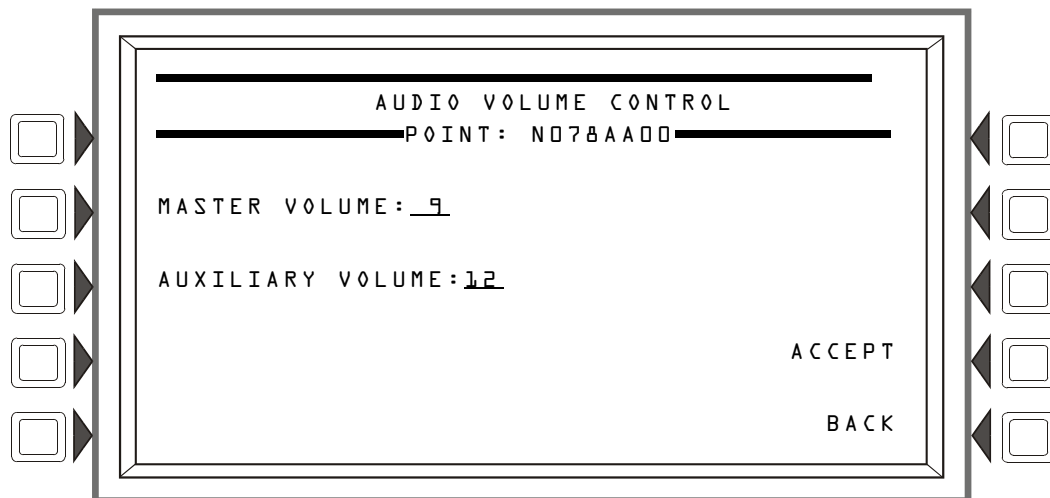 AUDIO VOLUME CONTROL
POINT: N078AA00
MASTER VOLUME: 9
AUXILIARY VOLUME:12
ACCEPT
BACK